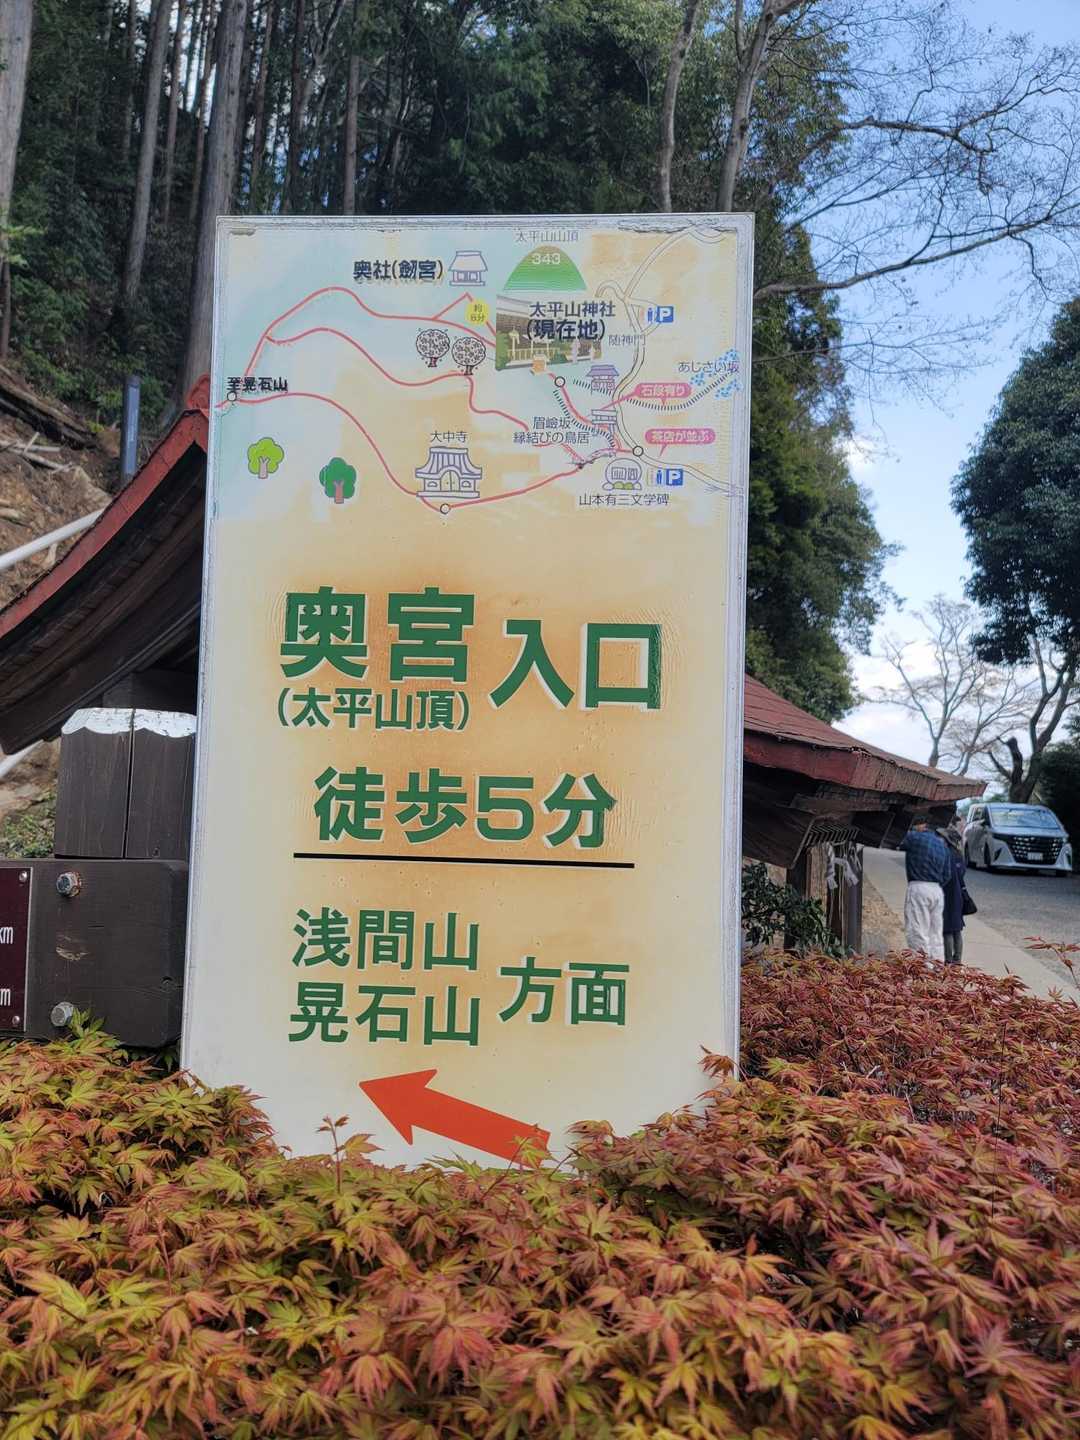 太平山山頂
343
奥社(劔宮)
約
8分
太平山神社
(現在地)
随神門
P
あじさい坂
至晃石山
石段有り
眉嶮坂
縁結びの鳥居
大中寺
茶店が並ぶ
P
山本有三文学碑
奥宮入口
(太平山頂)
徒歩5分
浅間山
晃石山
方面
km
m